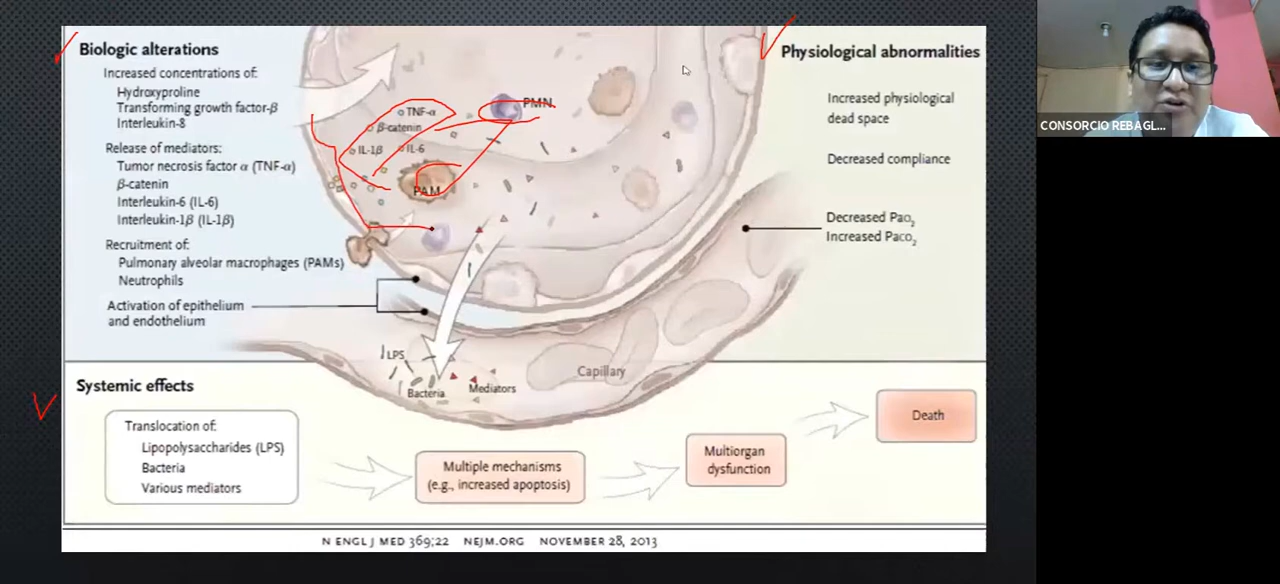 Biologic alterations
Increased concentrations of:
Hydroxyproline
Transforming growth factor-β
Interleukin-8
Release of mediators:
Tumor necrosis factor α (TNF-α)
β-catenin
Interleukin-6 (IL-6)
Interleukin-1β (IL-1β)
Recruitment of:
Pulmonary alveolar macrophages (PAMs)
Neutrophils
Activation of epithelium
and endothelium
TNF-α
β-catenin
IL-1β
IL-6
PMN
PAM
Physiological abnormalities
Increased physiological
dead space
Decreased compliance
Decreased Pao₂
Increased Paco₂
LPS
Bacteria
Mediators
Capillary
Systemic effects
Translocation of:
Lipopolysaccharides (LPS)
Bacteria
Various mediators
Multiple mechanisms
(e.g., increased apoptosis)
Multiorgan
dysfunction
Death
N ENGL J MED 369;22 NEJM.ORG NOVEMBER 28, 2013
CONSORCIO REBAGL...